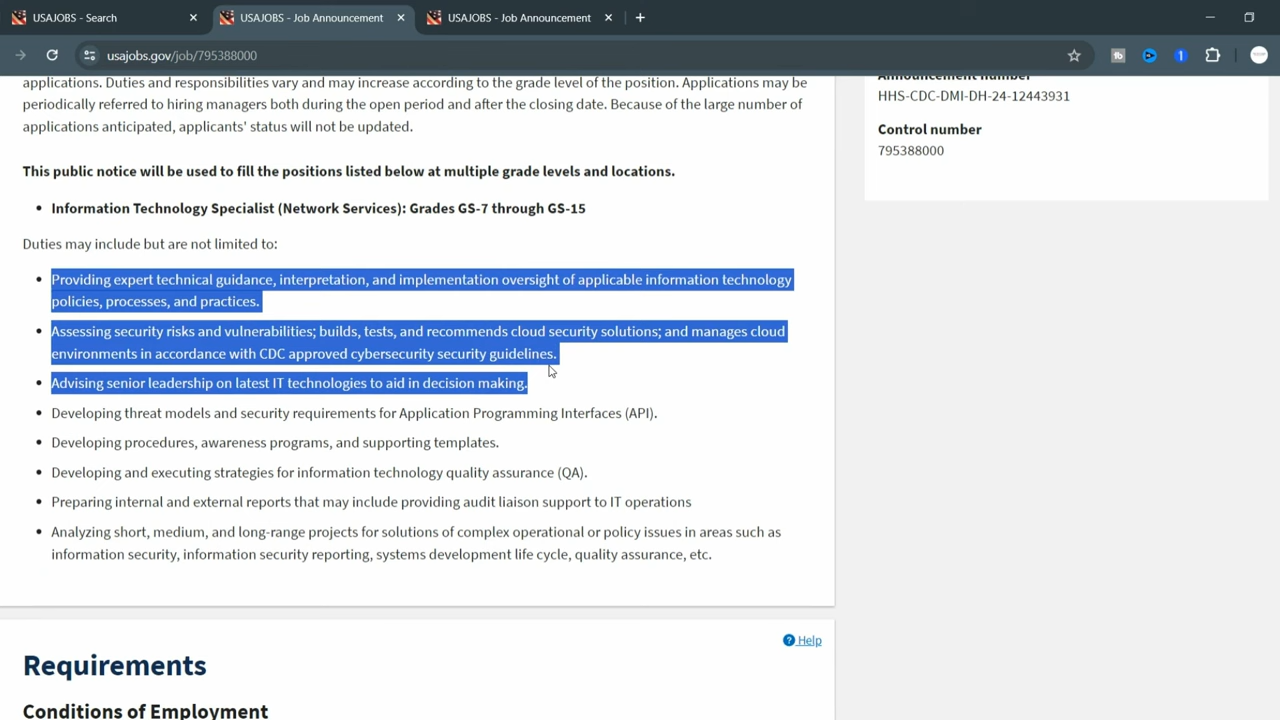 USAJOBS - Search
USAJOBS - Job Announcement
USAJOBS - Job Announcement
usajobs.gov/job/795388000
applications. Duties and responsibilities vary and may increase according to the grade level of the position. Applications may be
periodically referred to hiring managers both during the open period and after the closing date. Because of the large number of
applications anticipated, applicants' status will not be updated.
This public notice will be used to fill the positions listed below at multiple grade levels and locations.
• Information Technology Specialist (Network Services): Grades GS-7 through GS-15
Duties may include but are not limited to:
• Providing expert technical guidance, interpretation, and implementation oversight of applicable information technology
policies, processes, and practices.
• Assessing security risks and vulnerabilities; builds, tests, and recommends cloud security solutions; and manages cloud
environments in accordance with CDC approved cybersecurity security guidelines.
• Advising senior leadership on latest IT technologies to aid in decision making.
• Developing threat models and security requirements for Application Programming Interfaces (API).
• Developing procedures, awareness programs, and supporting templates.
• Developing and executing strategies for information technology quality assurance (QA).
• Preparing internal and external reports that may include providing audit liaison support to IT operations
• Analyzing short, medium, and long-range projects for solutions of complex operational or policy issues in areas such as
information security, information security reporting, systems development life cycle, quality assurance, etc.
Help
Requirements
Conditions of Employment
Announcement number
HHS-CDC-DMI-DH-24-12443931
Control number
795388000